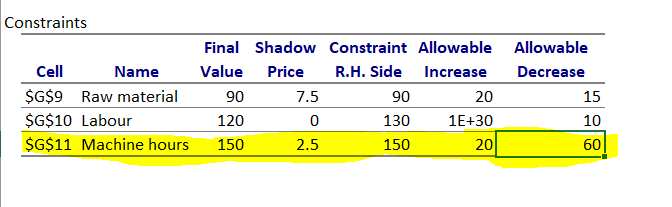 Constraints
Final Shadow Constraint Allowable Allowable
Cell Name Value Price R.H. Side Increase Decrease
$G$9 Raw material 90 7.5 90 20 15
$G$10 Labour 120 0 130 1E+30 10
$G$11 Machine hours 150 2.5 150 20 60